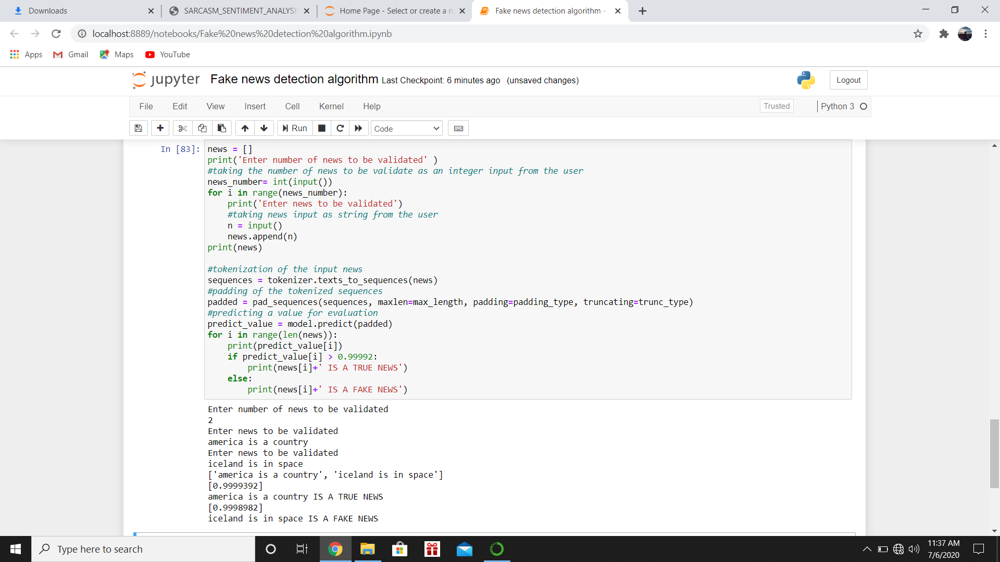 Downloads
SARCASM_SENTIMENT_ANALYSI
Home Page - Select or create a n
Fake news detection algorithm -
localhost:8889/notebooks/Fake%20news%20detection%20algorithm.ipynb
Apps Gmail Maps YouTube
jupyter Fake news detection algorithm Last Checkpoint: 6 minutes ago (unsaved changes) Logout
File Edit View Insert Cell Kernel Help Trusted Python 3
Run Code
In [83]: news = []
print('Enter number of news to be validated' )
#taking the number of news to be validate as an integer input from the user
news_number= int(input())
for i in range(news_number):
    print('Enter news to be validated')
    #taking news input as string from the user
    n = input()
    news.append(n)
print(news)
#tokenization of the input news
sequences = tokenizer.texts_to_sequences(news)
#padding of the tokenized sequences
padded = pad_sequences(sequences, maxlen=max_length, padding=padding_type, truncating=trunc_type)
#predicting a value for evaluation
predict_value = model.predict(padded)
for i in range(len(news)):
    print(predict_value[i])
    if predict_value[i] > 0.99992:
        print(news[i]+' IS A TRUE NEWS')
    else:
        print(news[i]+' IS A FAKE NEWS')
Enter number of news to be validated
2
Enter news to be validated
america is a country
Enter news to be validated
iceland is in space
['america is a country', 'iceland is in space']
[0.9999392]
america is a country IS A TRUE NEWS
[0.9998982]
iceland is in space IS A FAKE NEWS
Type here to search
11:37 AM
7/6/2020